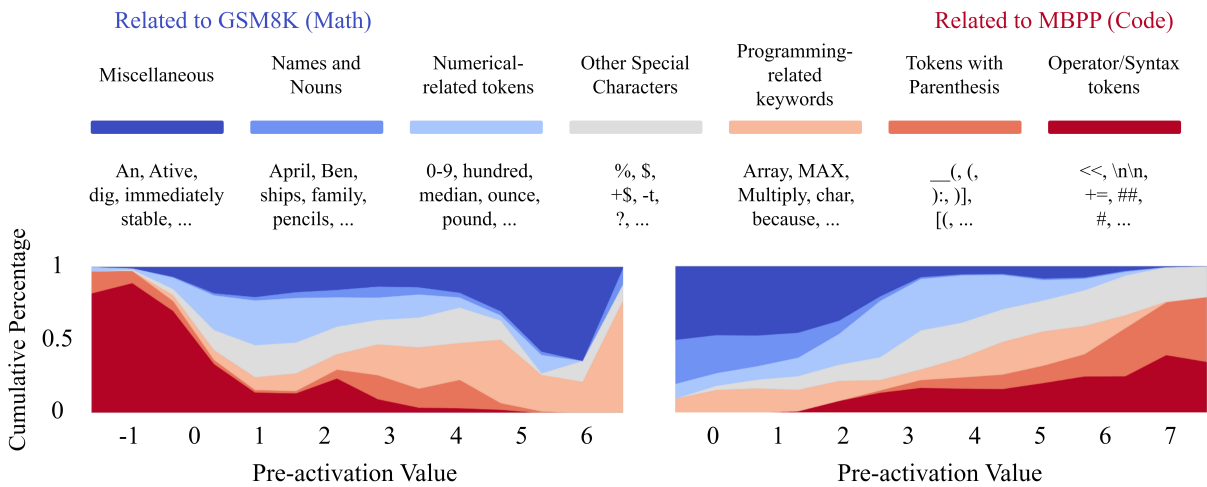 Related to GSM8K (Math)
Related to MBPP (Code)
Miscellaneous
Names and
Nouns
Numerical-
related tokens
Other Special
Characters
Programming-
related
keywords
Tokens with
Parenthesis
Operator/Syntax
tokens
An, Ative,
dig, immediately
stable, ...
April, Ben,
ships, family,
pencils, ...
0-9, hundred,
median, ounce,
pound, ...
%, $,
+$, -t,
?, ...
Array, MAX,
Multiply, char,
because, ...
__(, (,
):, )],
[(, ...
<<, \n\n,
+=, ##,
#, ...
Cumulative Percentage
1
0.5
0
-1 0 1 2 3 4 5 6
Pre-activation Value
0 1 2 3 4 5 6 7
Pre-activation Value